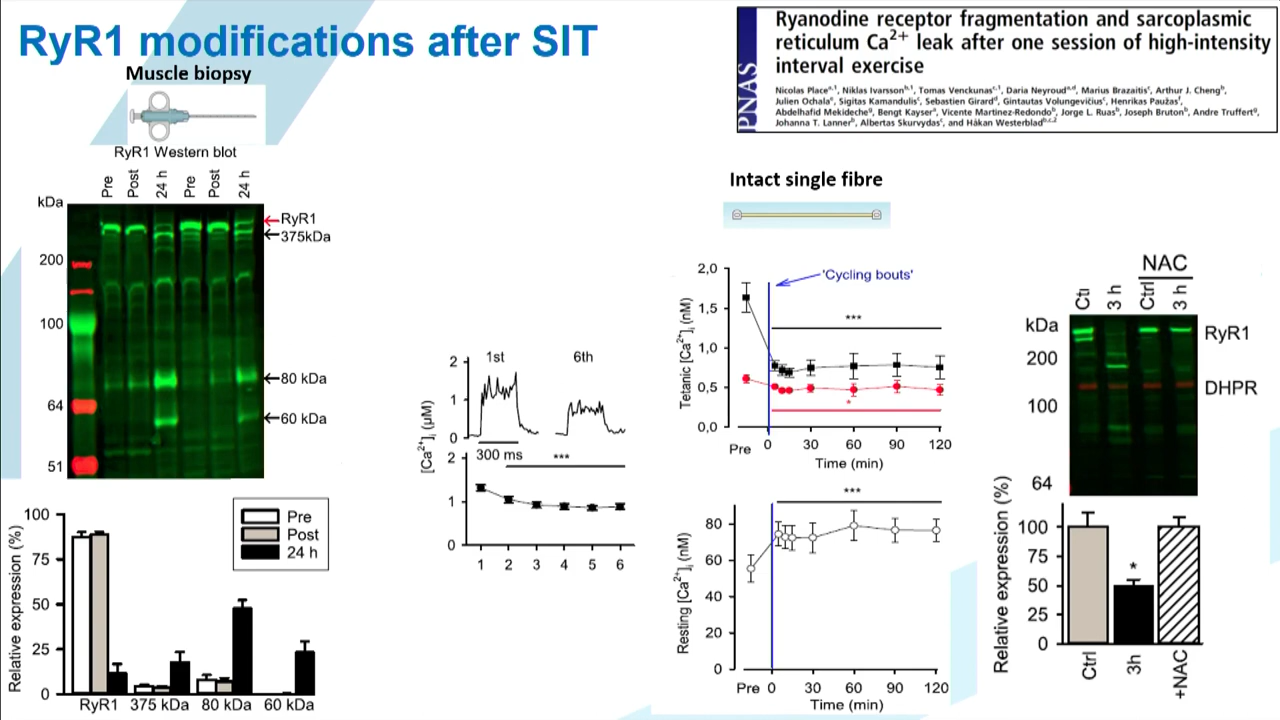 RyR1 modifications after SIT
Muscle biopsy
RyR1 Western blot
Pre
Post
24 h
Pre
Post
24 h
kDa
200
100
64
51
RyR1
375kDa
80 kDa
60 kDa
Relative expression (%)
100
75
50
25
0
Pre
Post
24 h
RyR1 375 kDa 80 kDa 60 kDa
[Ca²⁺]ᵢ (μM)
1st 6th
2
1
0
300 ms
***
2
1
0
1 2 3 4 5 6
PNAS
Ryanodine receptor fragmentation and sarcoplasmic
reticulum Ca²⁺ leak after one session of high-intensity
interval exercise
Nicolas Place, Niklas Ivarsson, Tomas Venckunas, Daria Neyroud, Marius Brazaitis, Arthur J. Cheng,
Julien Ochala, Sigitas Kamandulis, Sebastien Girard, Gintautas Volungevičius, Henrikas Paužas,
Abdelhafid Mekideche, Bengt Kayser, Vicente Martinez-Redondo, Jorge L. Ruas, Joseph Bruton, Andre Truffert,
Johanna T. Lanner, Albertas Skurvydas, and Håkan Westerblad
Intact single fibre
Tetanic [Ca²⁺]ᵢ (nM)
2,0
1,5
1,0
0,5
0,0
'Cycling bouts'
***
*
Pre 0 30 60 90 120
Time (min)
Resting [Ca²⁺]ᵢ (nM)
***
80
60
40
20
0
Pre 0 30 60 90 120
Time (min)
NAC
3 h
Ctrl
3 h
kDa
200
100
64
RyR1
DHPR
Relative expression (%)
100
75
50
25
0
*
Ctrl
3h
+NAC